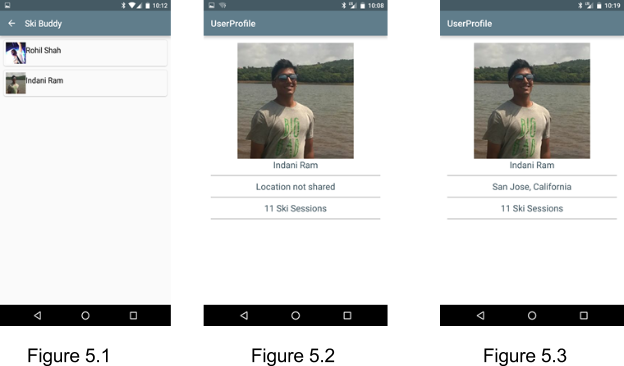 10:12
Ski Buddy
Rohil Shah
Indani Ram
Figure 5.1
10:08
UserProfile
Indani Ram
Location not shared
11 Ski Sessions
Figure 5.2
10:19
UserProfile
Indani Ram
San Jose, California
11 Ski Sessions
Figure 5.3